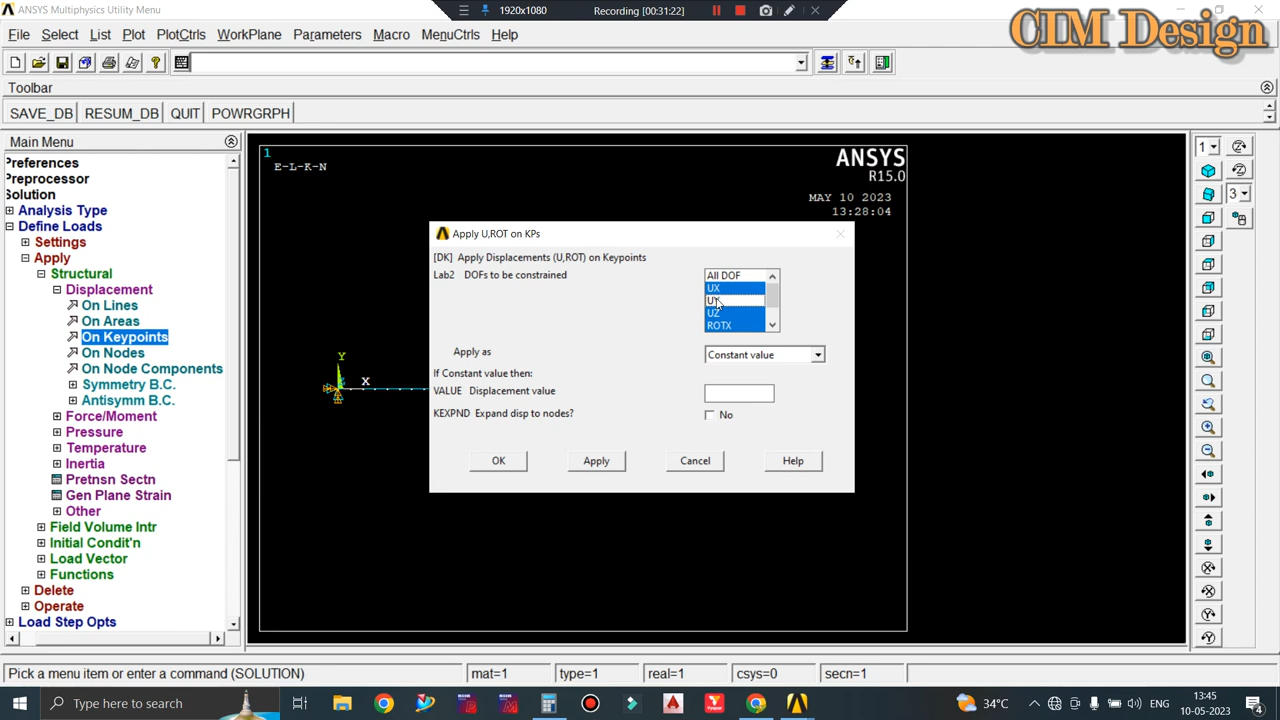 ANSYS Multiphysics Utility Menu
1920x1080
Recording [00:31:22]
CIM Design
File Select List Plot PlotCtrls WorkPlane Parameters Macro MenuCtrls Help
Toolbar
SAVE_DB RESUM_DB QUIT POWRGRPH
Main Menu
Preferences
Preprocessor
Solution
Analysis Type
Define Loads
Settings
Apply
Structural
Displacement
On Lines
On Areas
On Keypoints
On Nodes
On Node Components
Symmetry B.C.
Antisymm B.C.
Force/Moment
Pressure
Temperature
Inertia
Pretnsn Sectn
Gen Plane Strain
Other
Field Volume Intr
Initial Condit'n
Load Vector
Functions
Delete
Operate
Load Step Opts
1
E-L-K-N
ANSYS
R15.0
MAY 10 2023
13:28:04
Y
X
Apply U,ROT on KPs
[DK] Apply Displacements (U,ROT) on Keypoints
Lab2 DOFs to be constrained
All DOF
UX
UY
UZ
ROTX
Apply as
Constant value
If Constant value then:
VALUE Displacement value
KEXPND Expand disp to nodes?
No
OK Apply Cancel Help
1
3
Pick a menu item or enter a command (SOLUTION)
mat=1
type=1
real=1
csys=0
secn=1
Type here to search
34°C
ENG
13:45
10-05-2023
4